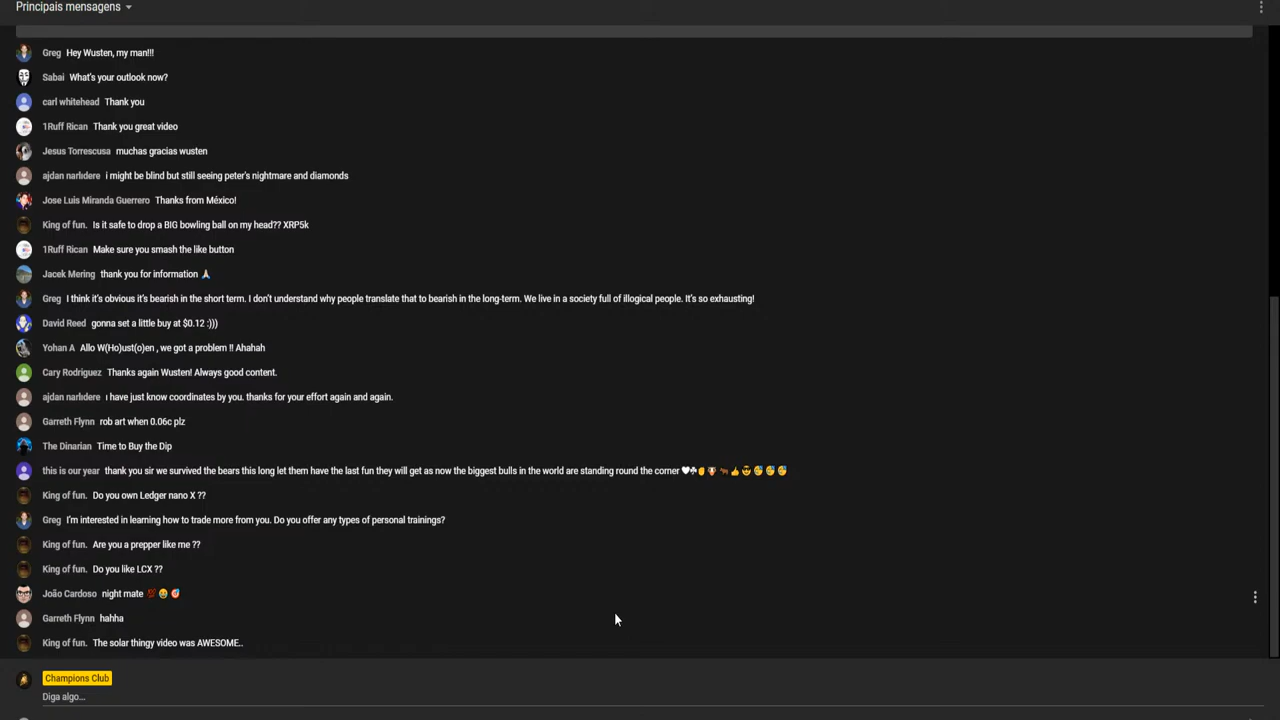 Principais mensagens
Greg Hey Wusten, my man!!!
Sabai What's your outlook now?
carl whitehead Thank you
1Ruff Rican Thank you great video
Jesus Torrescusa muchas gracias wusten
ajdan narlıdere i might be blind but still seeing peter's nightmare and diamonds
Jose Luis Miranda Guerrero Thanks from México!
King of fun. Is it safe to drop a BIG bowling ball on my head?? XRP5k
1Ruff Rican Make sure you smash the like button
Jacek Mering thank you for information 🙏
Greg I think it's obvious it's bearish in the short term. I don't understand why people translate that to bearish in the long-term. We live in a society full of illogical people. It's so exhausting!
David Reed gonna set a little buy at $0.12 :)))
Yohan A Allo W(Ho)ust(o)en , we got a problem !! Ahahah
Cary Rodriguez Thanks again Wusten! Always good content.
ajdan narlıdere ı have just know coordinates by you. thanks for your effort again and again.
Garreth Flynn rob art when 0.06c plz
The Dinarian Time to Buy the Dip
this is our year thank you sir we survived the bears this long let them have the last fun they will get as now the biggest bulls in the world are standing round the corner
King of fun. Do you own Ledger nano X ??
Greg I'm interested in learning how to trade more from you. Do you offer any types of personal trainings?
King of fun. Are you a prepper like me ??
King of fun. Do you like LCX ??
João Cardoso night mate
Garreth Flynn hahha
King of fun. The solar thingy video was AWESOME..
Champions Club
Diga algo...